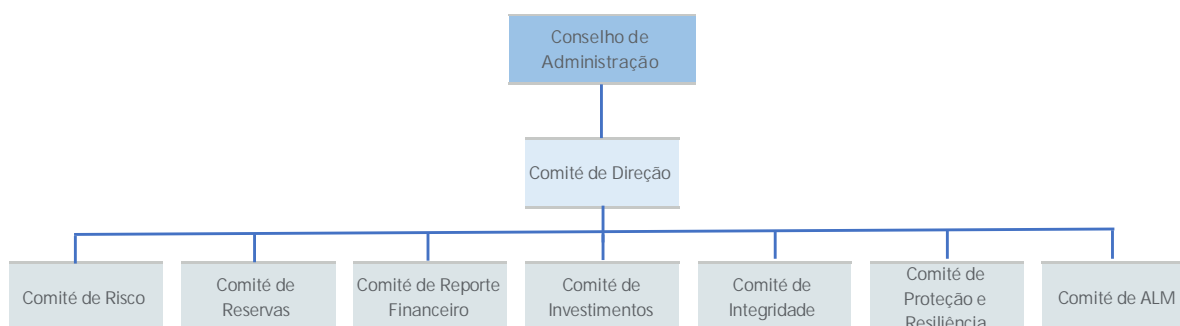 Conselho de
Administração
Comité de Direção
Comité de Risco
Comité de
Reservas
Comité de Reporte
Financeiro
Comité de
Investimentos
Comité de
Integridade
Comité de
Proteção e
Resiliência
Comité de ALM